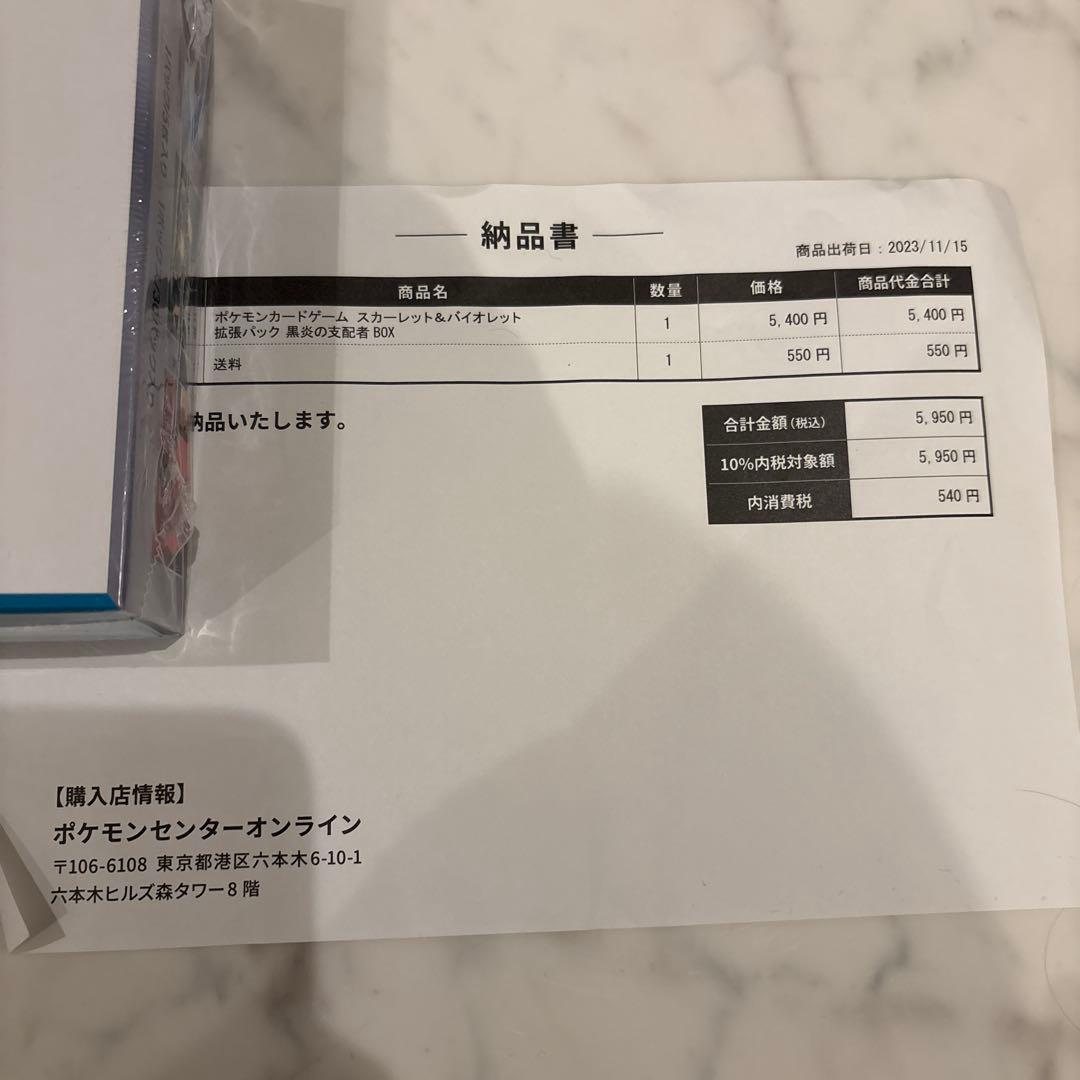 納品書
商品出荷日：2023/11/15
商品名 数量 価格 商品代金合計
ポケモンカードゲーム スカーレット＆バイオレット
拡張パック 黒炎の支配者 BOX 1 5,400 円 5,400 円
送料 1 550 円 550 円
納品いたします。
合計金額(税込) 5,950 円
10%内税対象額 5,950 円
内消費税 540 円
【購入店情報】
ポケモンセンターオンライン
〒106-6108 東京都港区六本木6-10-1
六本木ヒルズ森タワー8 階